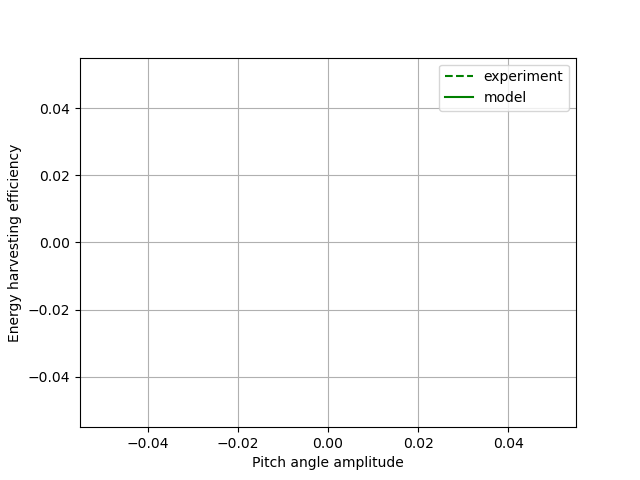 experiment
model
0.04
0.02
0.00
−0.02
−0.04
Energy harvesting efficiency
−0.04 −0.02 0.00 0.02 0.04
Pitch angle amplitude